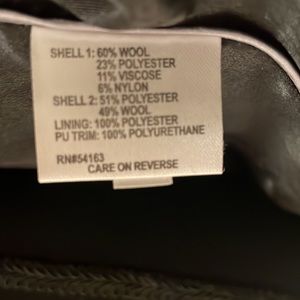 SHELL 1: 60% WOOL
23% POLYESTER
11% VISCOSE
6% NYLON
SHELL 2: 51% POLYESTER
49% WOOL
LINING: 100% POLYESTER
PU TRIM: 100% POLYURETHANE
RN#54163
CARE ON REVERSE